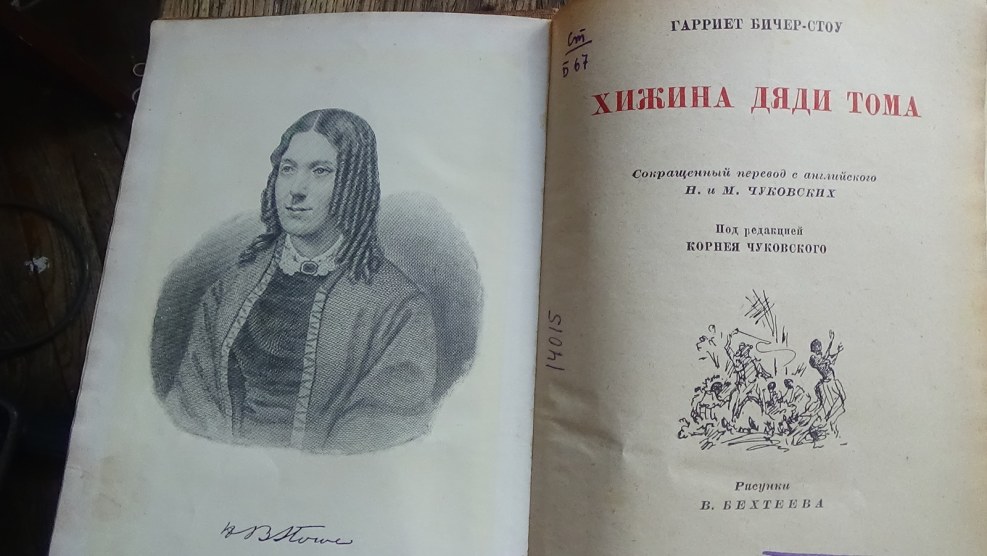 H B Stowe
Ст
Б 67
14015
ГАРРИЕТ БИЧЕР-СТОУ
ХИЖИНА ДЯДИ ТОМА
Сокращенный перевод с английского
Н. и М. ЧУКОВСКИХ
Под редакцией
КОРНЕЯ ЧУКОВСКОГО
Рисунки
В. БЕХТЕЕВА